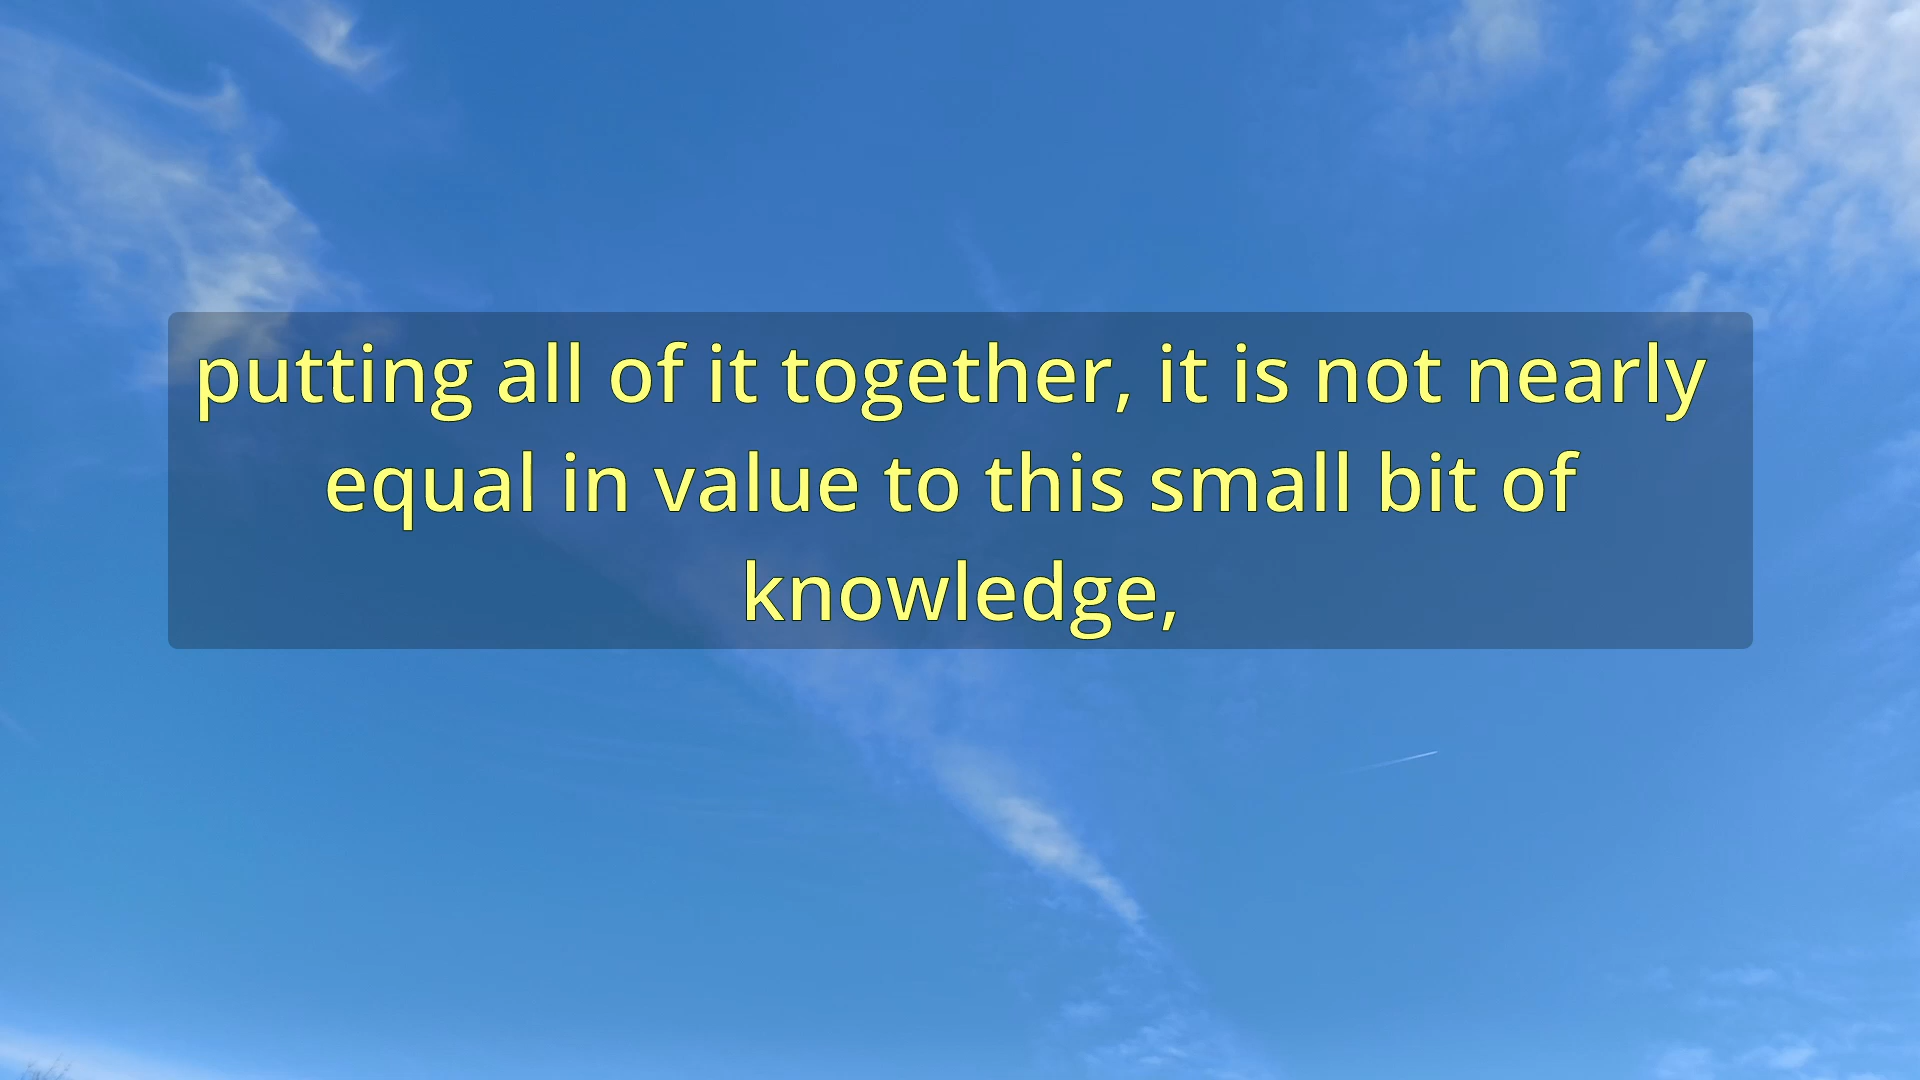 putting all of it together, it is not nearly
equal in value to this small bit of
knowledge,